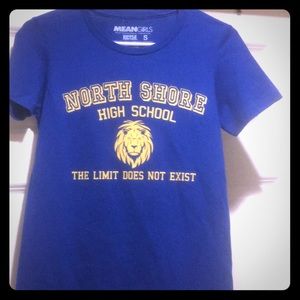 MEAN GIRLS
S
NORTH SHORE
HIGH SCHOOL
THE LIMIT DOES NOT EXIST